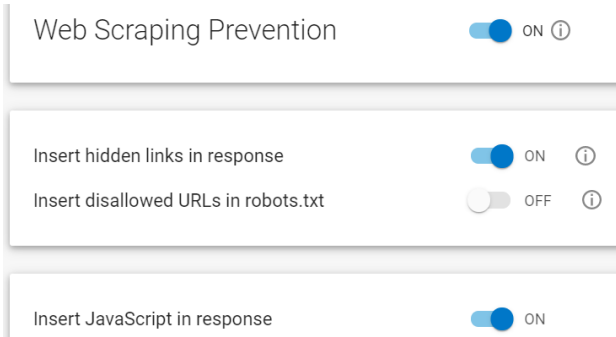 Web Scraping Prevention ON
Insert hidden links in response ON
Insert disallowed URLs in robots.txt OFF
Insert JavaScript in response ON